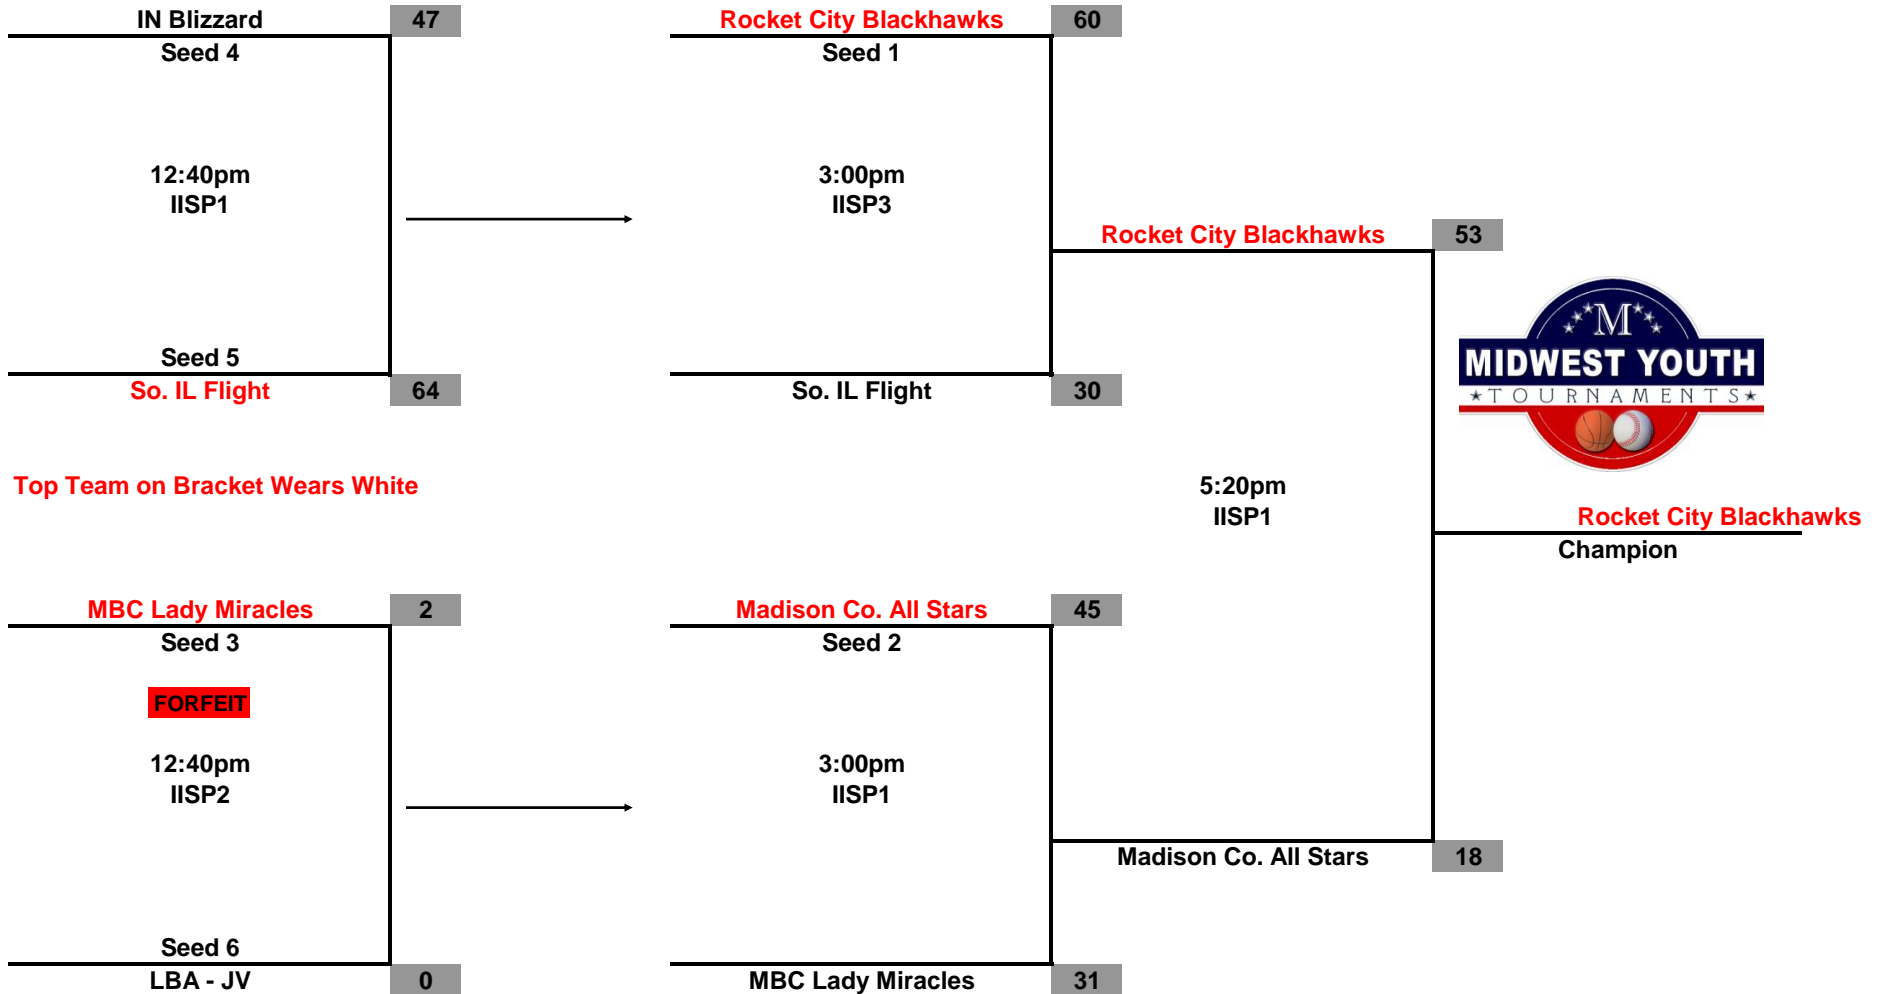 IN Blizzard 47
Seed 4
12:40pm
IISP1
Seed 5
So. IL Flight 64
Rocket City Blackhawks 60
Seed 1
3:00pm
IISP3
So. IL Flight 30
Rocket City Blackhawks 53
M
MIDWEST YOUTH
★TOURNAMENTS★
Top Team on Bracket Wears White
5:20pm
IISP1
Rocket City Blackhawks
Champion
MBC Lady Miracles 2
Seed 3
FORFEIT
12:40pm
IISP2
Seed 6
LBA - JV 0
Madison Co. All Stars 45
Seed 2
3:00pm
IISP1
MBC Lady Miracles 31
Madison Co. All Stars 18